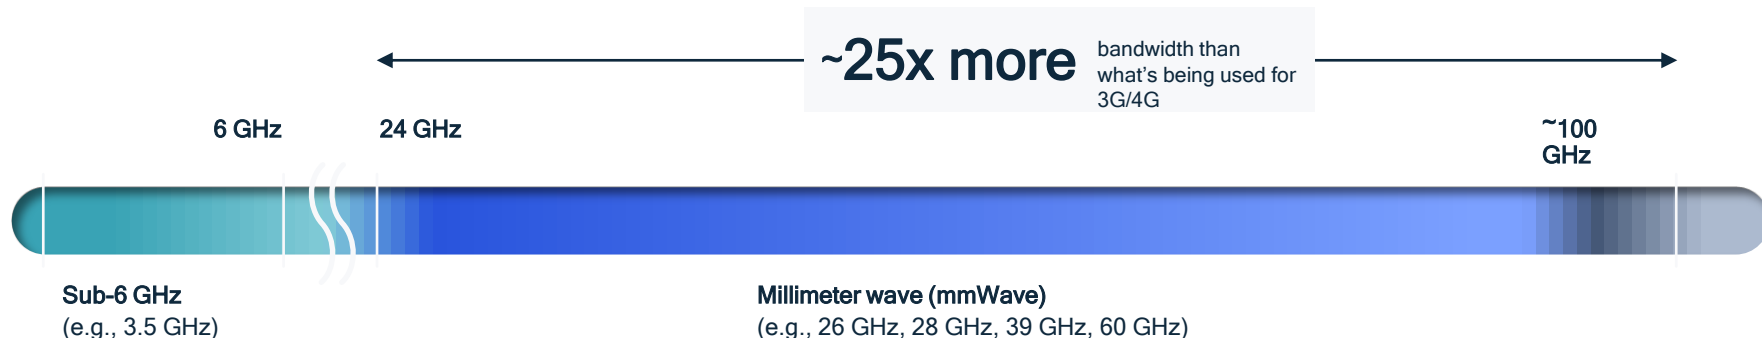 ~25x more
bandwidth than
what's being used for
3G/4G
6 GHz
24 GHz
~100
GHz
Sub-6 GHz
(e.g., 3.5 GHz)
Millimeter wave (mmWave)
(e.g., 26 GHz, 28 GHz, 39 GHz, 60 GHz)